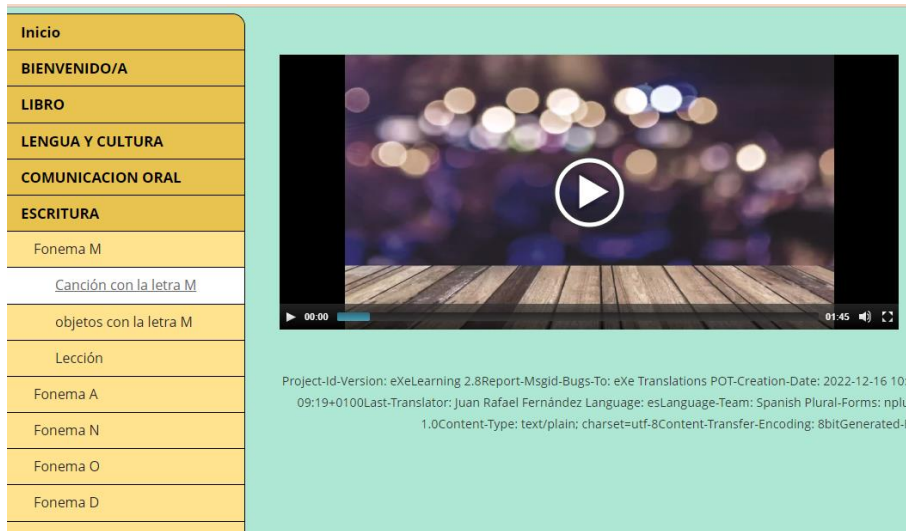 Inicio
BIENVENIDO/A
LIBRO
LENGUA Y CULTURA
COMUNICACION ORAL
ESCRITURA
Fonema M
Canción con la letra M
objetos con la letra M
Lección
Fonema A
Fonema N
Fonema O
Fonema D
00:00
01:45
Project-Id-Version: eXeLearning 2.8Report-Msgid-Bugs-To: eXe Translations POT-Creation-Date: 2022-12-16 10:
09:19+0100Last-Translator: Juan Rafael Fernández Language: esLanguage-Team: Spanish Plural-Forms:
1.0Content-Type: text/plain; charset=utf-8Content-Transfer-Encoding: